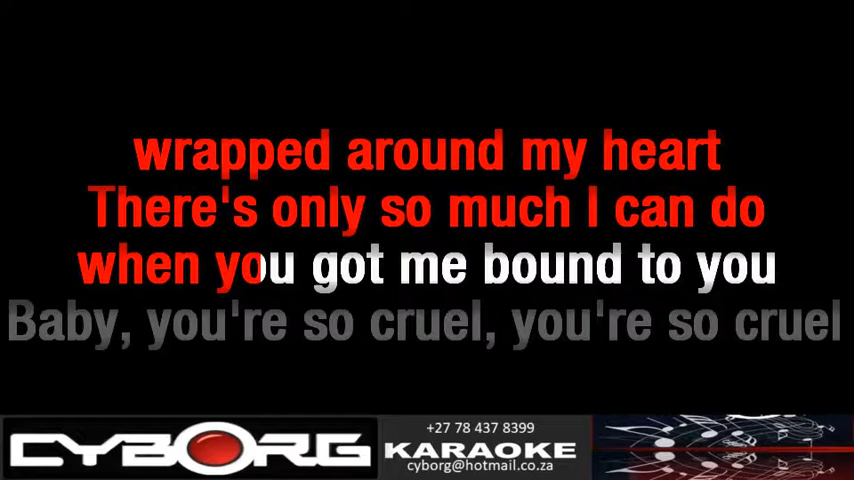 wrapped around my heart
There's only so much I can do
when you got me bound to you
Baby, you're so cruel, you're so cruel
CYBORG
+27 78 437 8399
KARAOKE
cyborg@hotmail.co.za